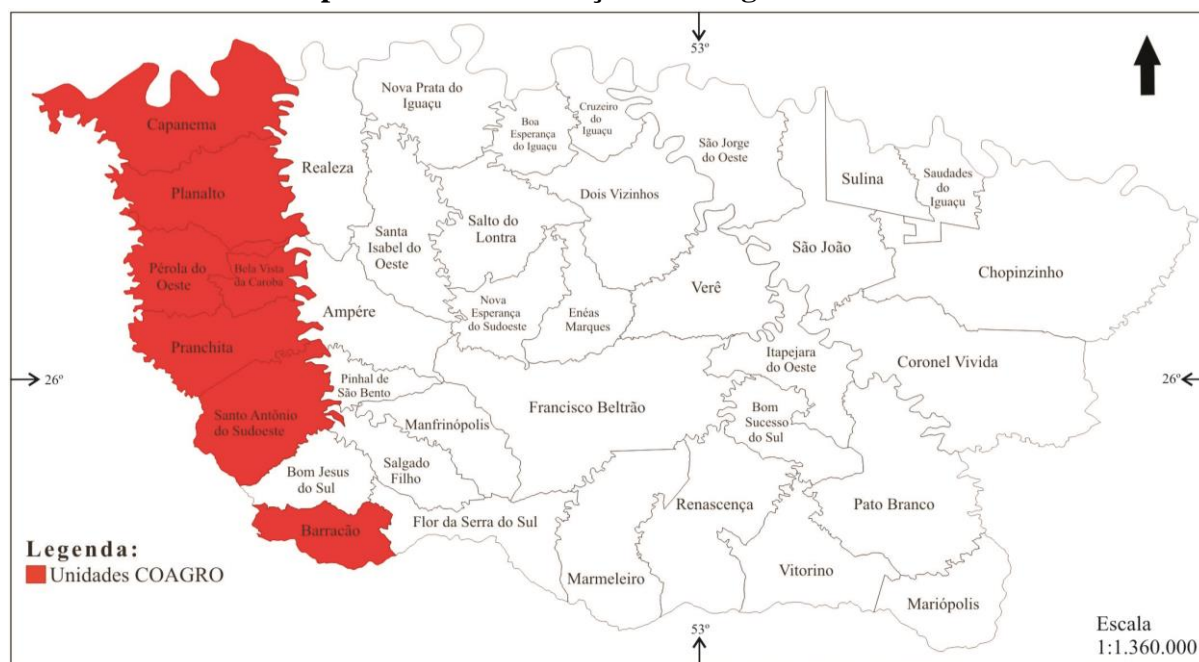 53º
Nova Prata do
Iguaçu
Cruzeiro
do
Iguaçu
Boa
Esperança
do Iguaçu
Capanema
São Jorge
do Oeste
Realeza
Sulina
Saudades
do
Iguaçu
Planalto
Dois Vizinhos
Salto do
Lontra
Santa
Isabel do
Oeste
São João
Pérola do
Oeste
Bela Vista
da Caroba
Chopinzinho
Verê
Ampére
Nova
Esperança
do Sudoeste
Enéas
Marques
Pranchita
Itapejara
do Oeste
Coronel Vivida
26º
26º
Pinhal de
São Bento
Francisco Beltrão
Santo Antônio
do Sudoeste
Manfrinópolis
Bom
Sucesso
do Sul
Bom Jesus
do Sul
Salgado
Filho
Renascença
Pato Branco
Flor da Serra do Sul
Barracão
Legenda:
Unidades COAGRO
Marmeleiro
Vitorino
Mariópolis
53º
Escala
1:1.360.000